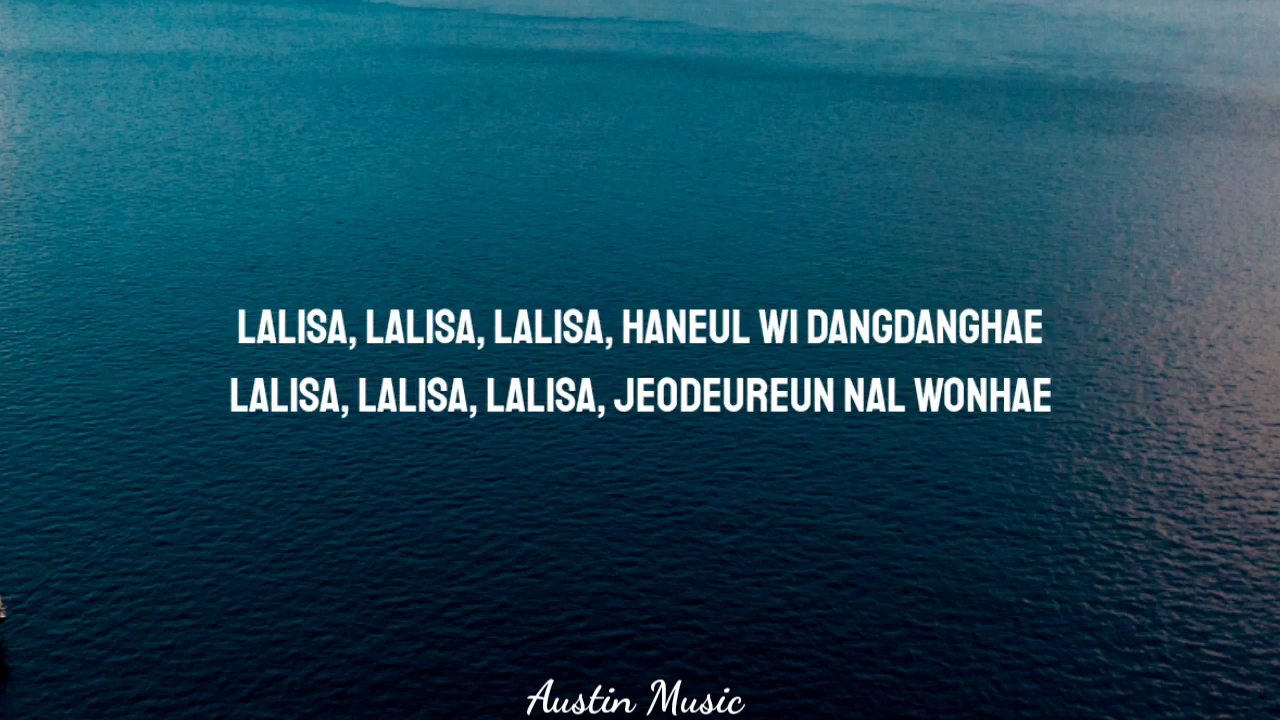 LALISA, LALISA, LALISA, HANEUL WI DANGDANGHAE
LALISA, LALISA, LALISA, JEODEUREUN NAL WONHAE
Austin Music